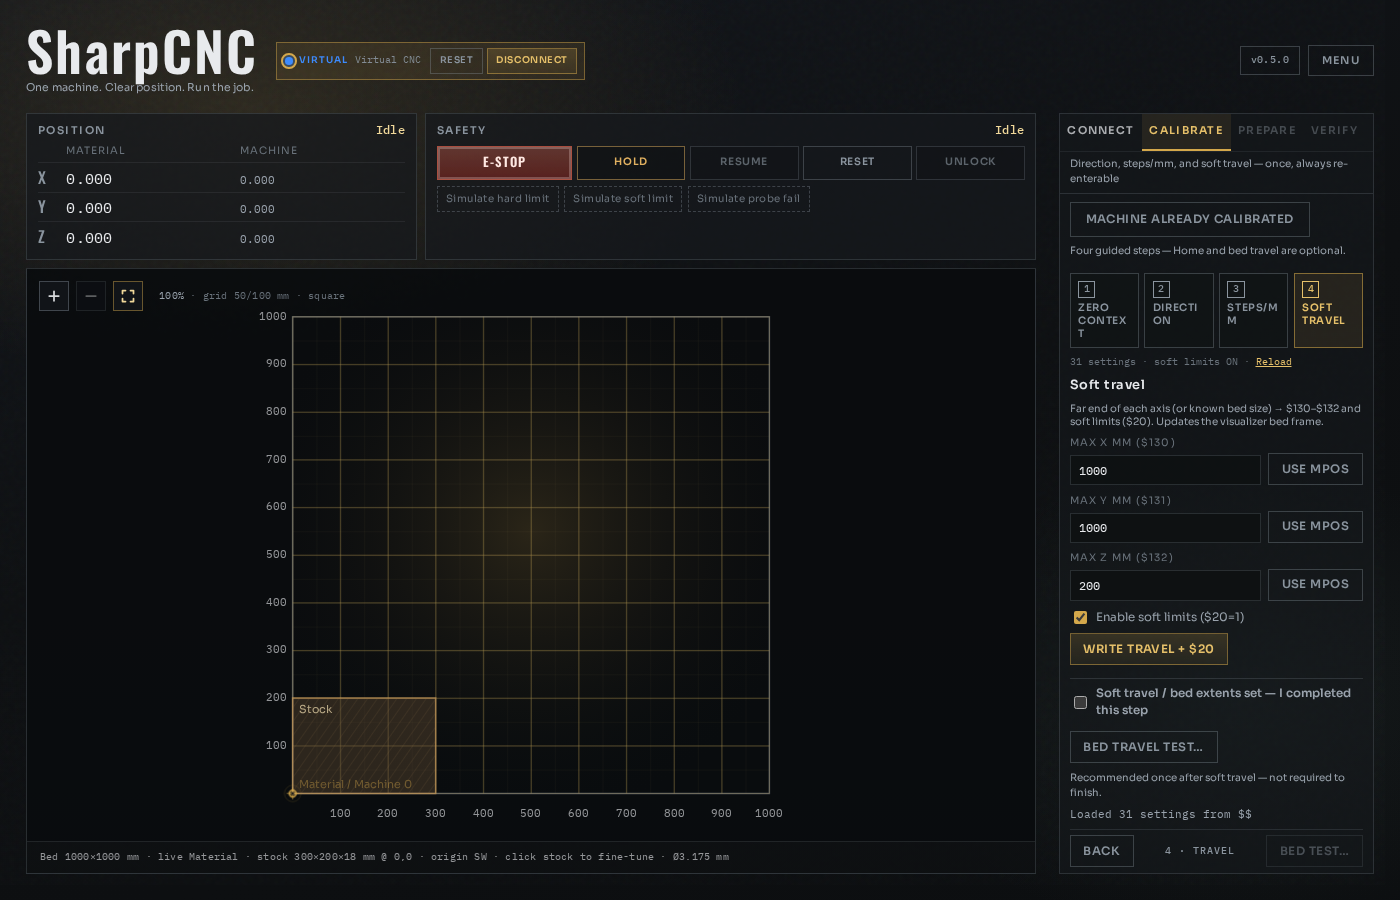 SharpCNC
One machine. Clear position. Run the job.
VIRTUAL Virtual CNC RESET DISCONNECT
v0.5.0 MENU
POSITION Idle
MATERIAL MACHINE
X 0.000 0.000
Y 0.000 0.000
Z 0.000 0.000
SAFETY Idle
E-STOP HOLD RESUME RESET UNLOCK
Simulate hard limit Simulate soft limit Simulate probe fail
100% · grid 50/100 mm · square
1000
900
800
700
600
500
400
300
200
100
Stock
Material / Machine 0
100 200 300 400 500 600 700 800 900 1000
Bed 1000×1000 mm · live Material · stock 300×200×18 mm @ 0,0 · origin SW · click stock to fine-tune · Ø3.175 mm
CONNECT CALIBRATE PREPARE VERIFY
Direction, steps/mm, and soft travel — once, always re-
enterable
MACHINE ALREADY CALIBRATED
Four guided steps — Home and bed travel are optional.
1 2 3 4
ZERO DIRECTI STEPS/M SOFT
CONTEX ON M TRAVEL
T
31 settings · soft limits ON · Reload
Soft travel
Far end of each axis (or known bed size) → $130–$132 and
soft limits ($20). Updates the visualizer bed frame.
MAX X MM ($130)
1000 USE MPOS
MAX Y MM ($131)
1000 USE MPOS
MAX Z MM ($132)
200 USE MPOS
Enable soft limits ($20=1)
WRITE TRAVEL + $20
Soft travel / bed extents set — I completed
this step
BED TRAVEL TEST…
Recommended once after soft travel — not required to
finish.
Loaded 31 settings from $$
BACK 4 · TRAVEL BED TEST…